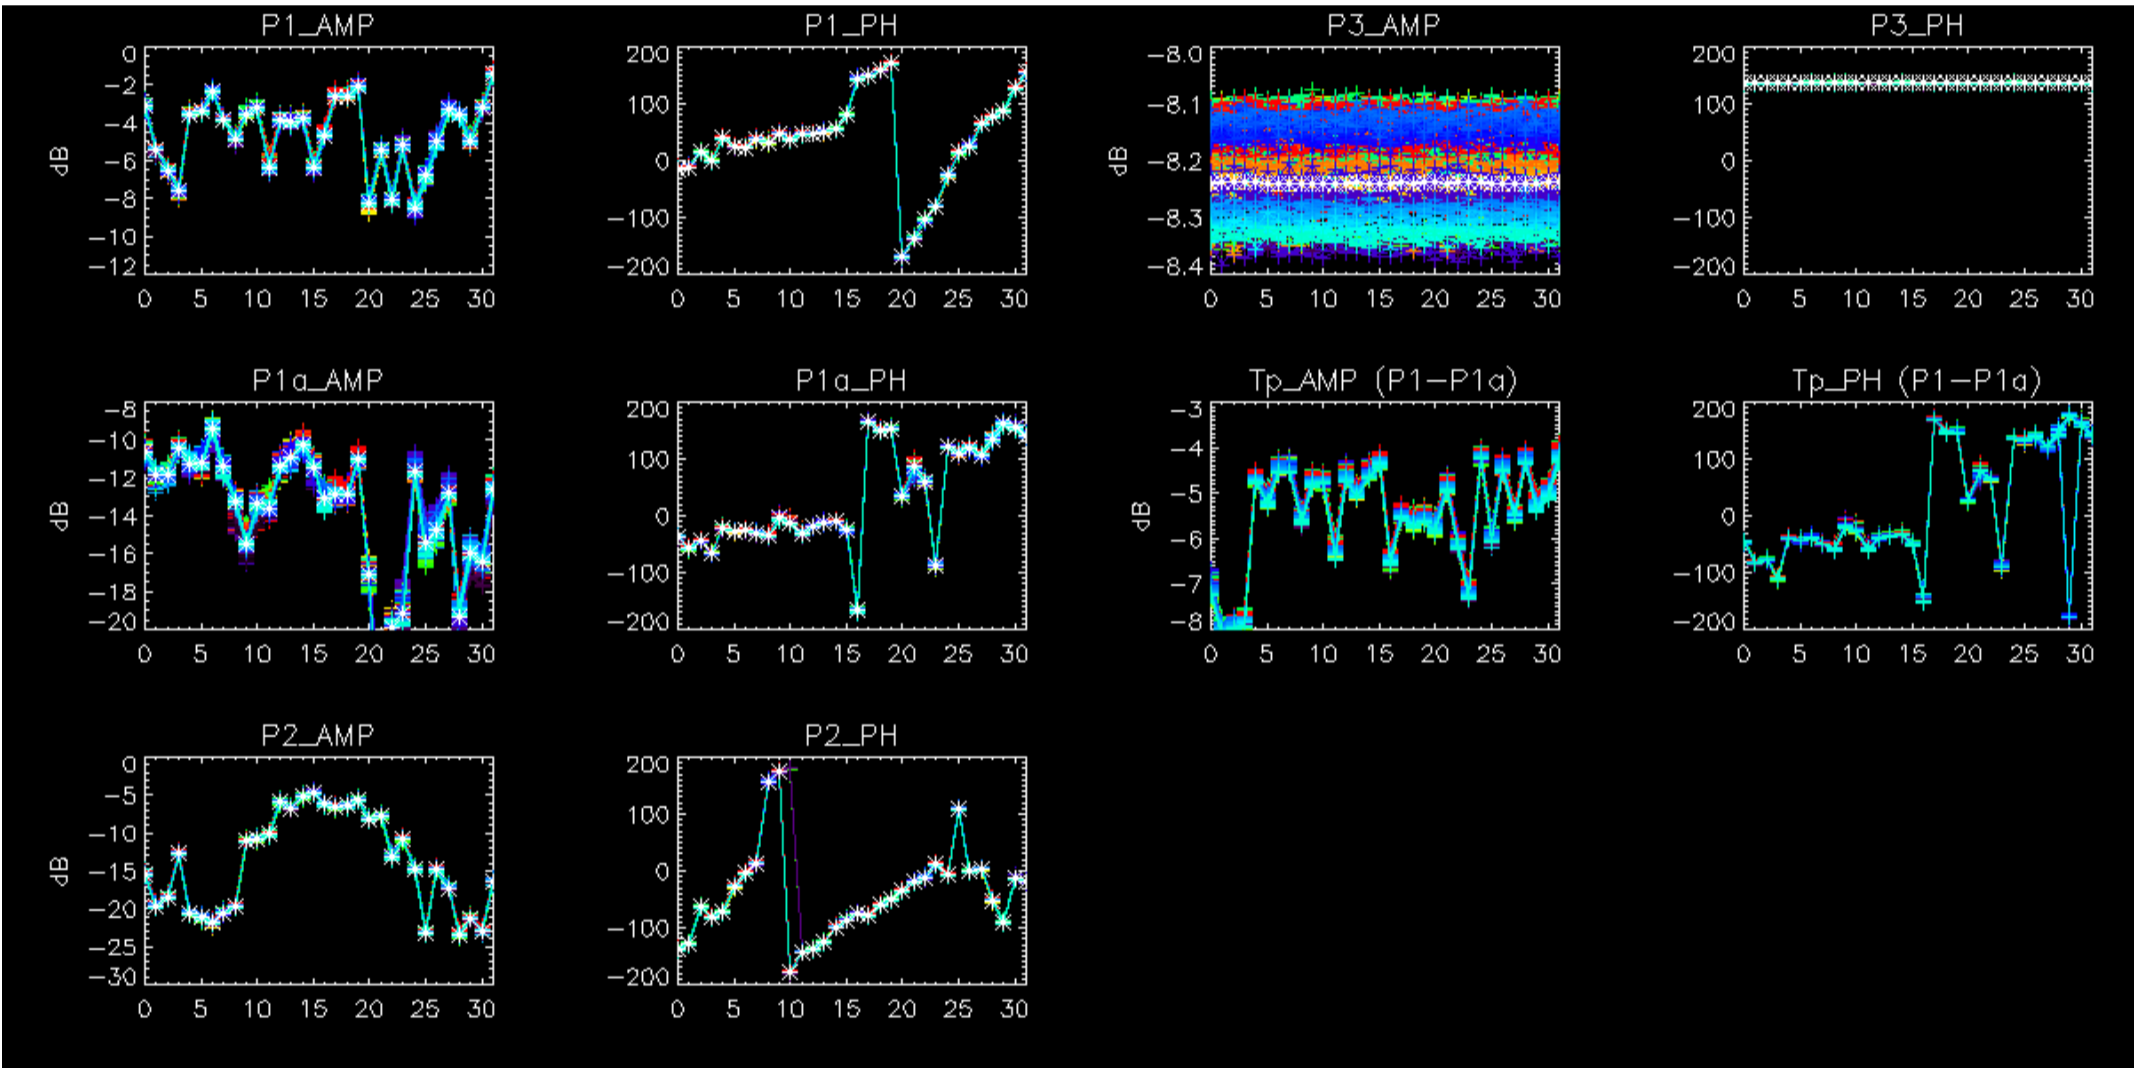 P1_AMP P1_PH P3_AMP P3_PH
0 200 -8.0 200
-2 100 -8.1 100
-4 0 -8.2 0
-6 -100 -8.3 -100
-8 -200 -8.4 -200
-10
-12
dB dB
0 5 10 15 20 25 30 0 5 10 15 20 25 30 0 5 10 15 20 25 30 0 5 10 15 20 25 30
P1a_AMP P1a_PH Tp_AMP (P1-P1a) Tp_PH (P1-P1a)
-8 200 -3 200
-10 100 -4 100
-12 0 -5 0
-14 -100 -6 -100
-16 -200 -7 -200
-18 -8
-20
dB dB
0 5 10 15 20 25 30 0 5 10 15 20 25 30 0 5 10 15 20 25 30 0 5 10 15 20 25 30
P2_AMP P2_PH
0 200
-5 100
-10 0
-15 -100
-20 -200
-25
-30
dB
0 5 10 15 20 25 30 0 5 10 15 20 25 30